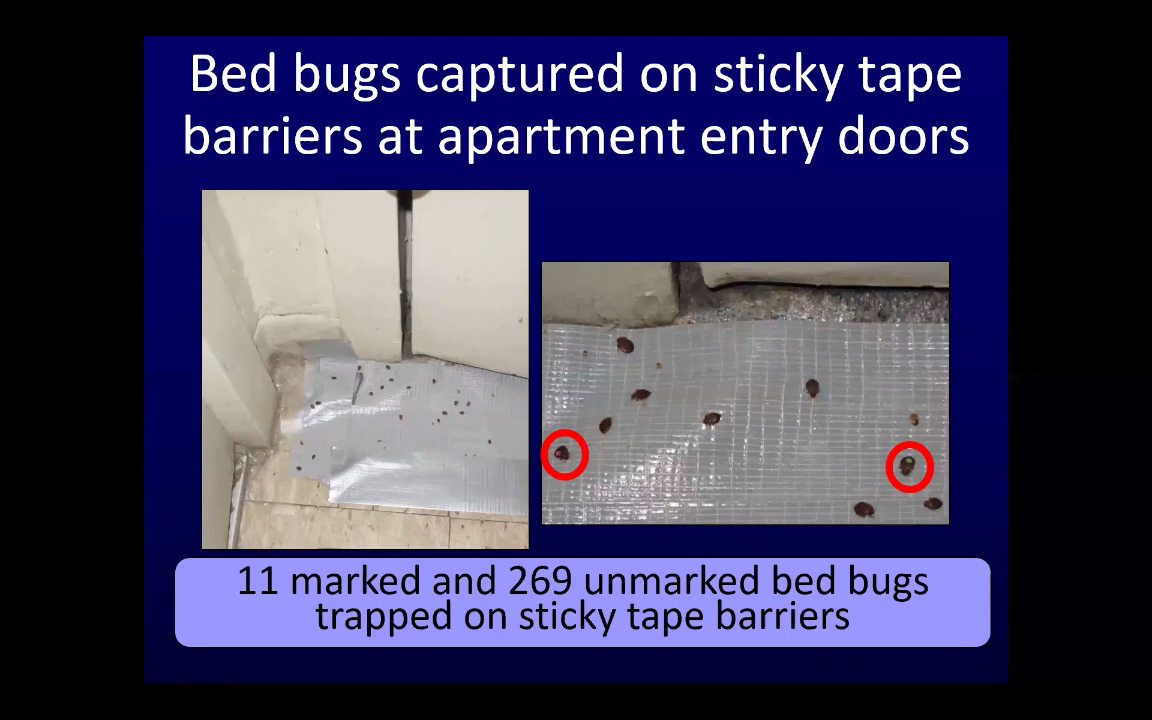 Bed bugs captured on sticky tape
barriers at apartment entry doors
11 marked and 269 unmarked bed bugs
trapped on sticky tape barriers